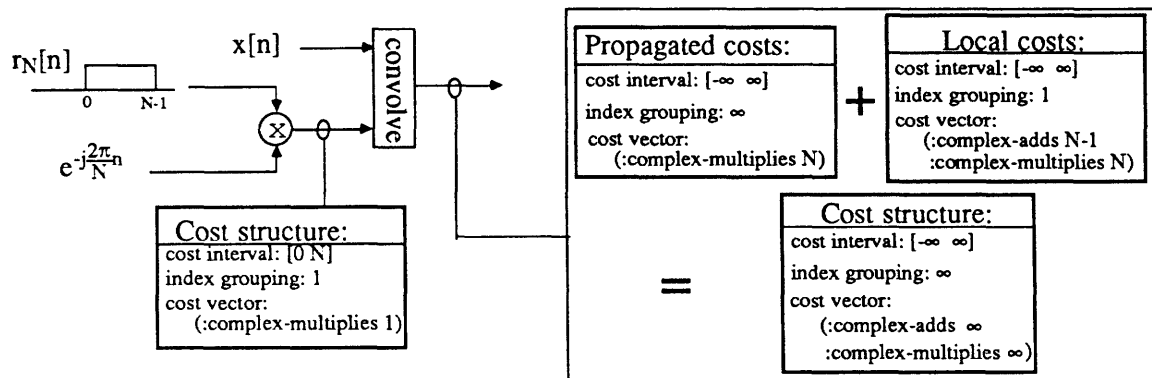 x[n]
r_N[n]
0 N-1
X
e^{-j\frac{2π}{N}n}
convolve
Cost structure:
cost interval: [0 N]
index grouping: 1
cost vector:
(:complex-multiplies 1)
Propagated costs:
cost interval: [-∞ ∞]
index grouping: ∞
cost vector:
(:complex-multiplies N)
+
Local costs:
cost interval: [-∞ ∞]
index grouping: 1
cost vector:
(:complex-adds N-1
:complex-multiplies N)
=
Cost structure:
cost interval: [-∞ ∞]
index grouping: ∞
cost vector:
(:complex-adds ∞
:complex-multiplies ∞)